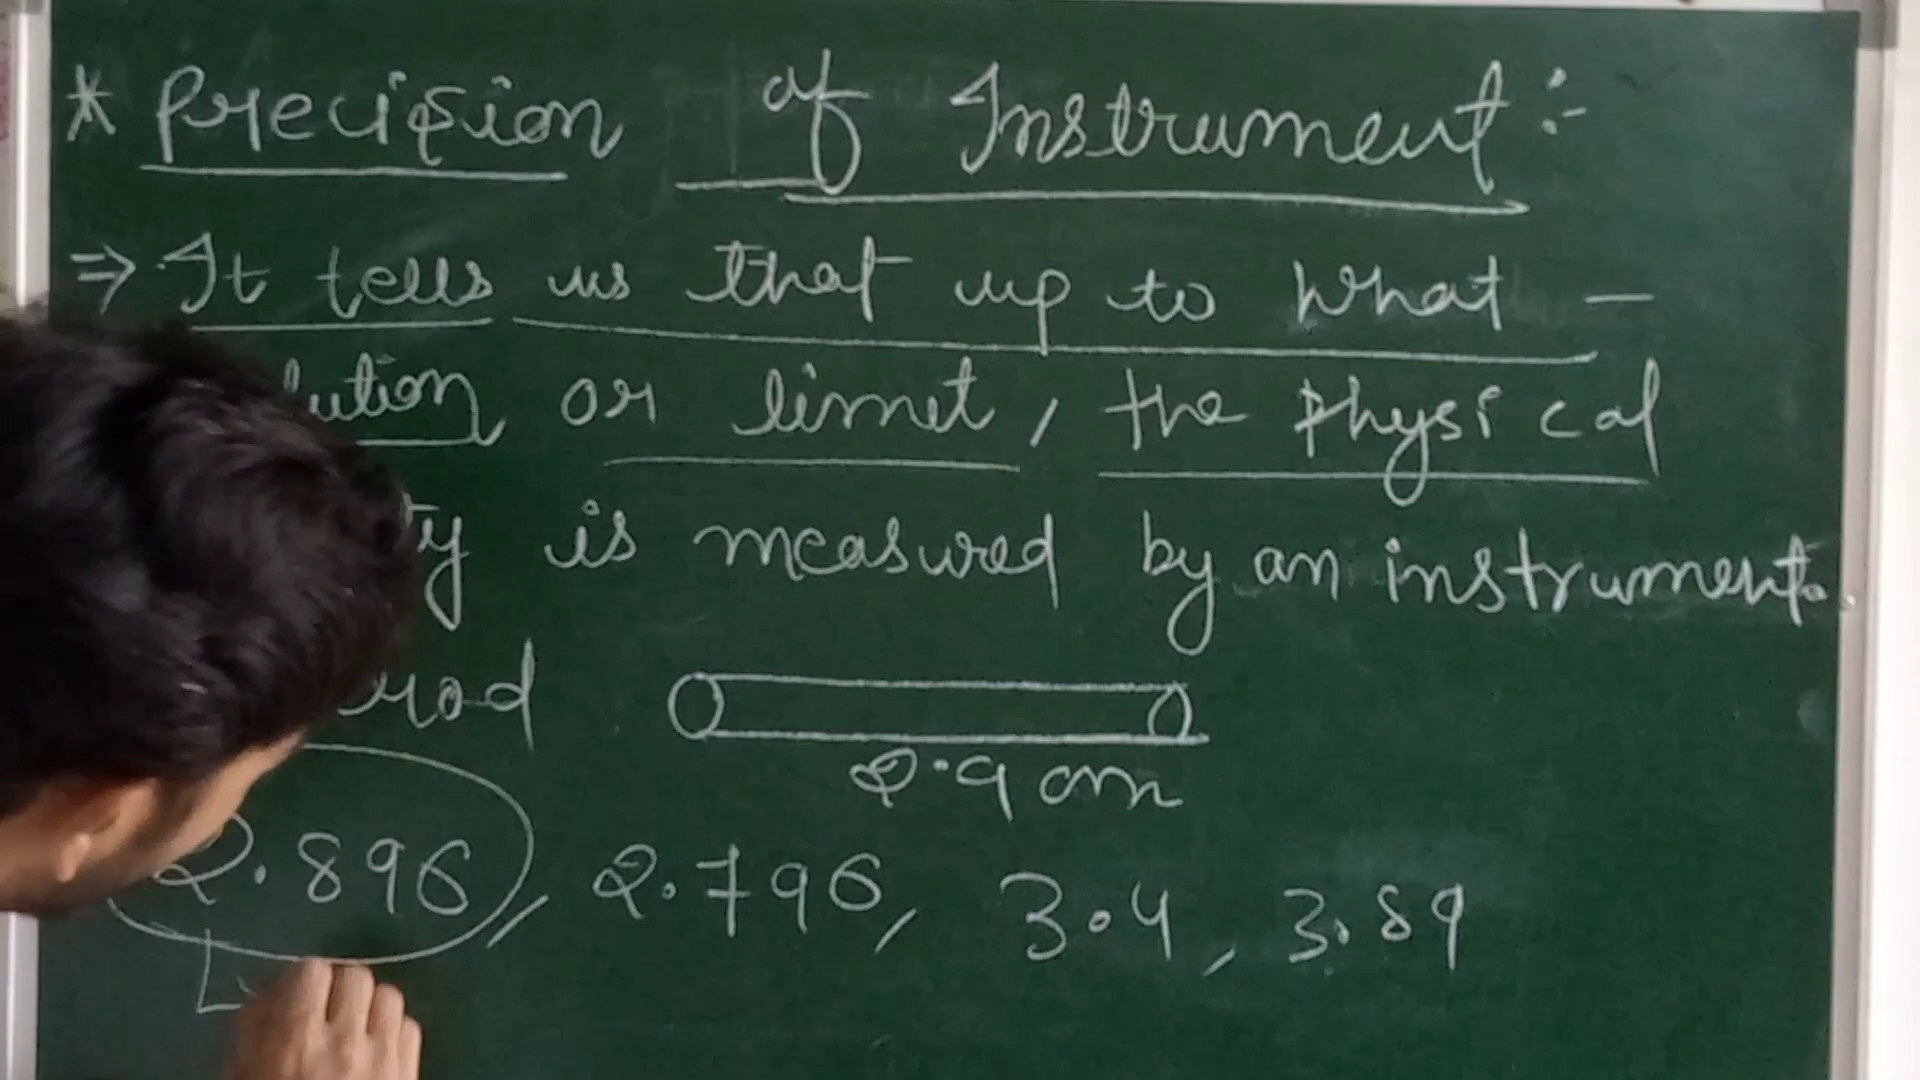 * Precision of Instrument :-
⇒ It tells us that up to what -
lution or limit, the physical
ty is measured by an instrument.
rod
2.9 cm
2.896, 2.796, 3.4, 3.89